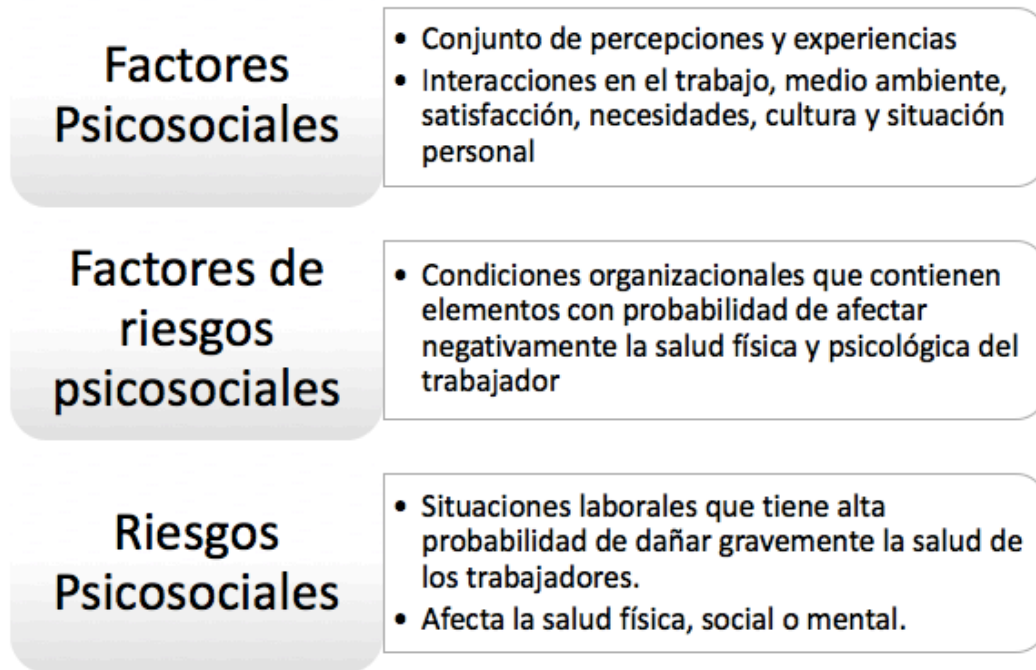 Factores
Psicosociales
• Conjunto de percepciones y experiencias
• Interacciones en el trabajo, medio ambiente,
satisfacción, necesidades, cultura y situación
personal
Factores de
riesgos
psicosociales
• Condiciones organizacionales que contienen
elementos con probabilidad de afectar
negativamente la salud física y psicológica del
trabajador
Riesgos
Psicosociales
• Situaciones laborales que tiene alta
probabilidad de dañar gravemente la salud de
los trabajadores.
• Afecta la salud física, social o mental.